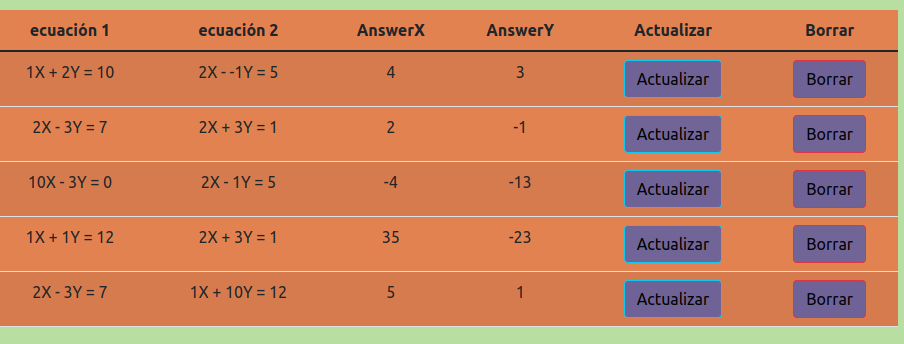 ecuación 1 ecuación 2 AnswerX AnswerY Actualizar Borrar
1X + 2Y = 10 2X - -1Y = 5 4 3 Actualizar Borrar
2X - 3Y = 7 2X + 3Y = 1 2 -1 Actualizar Borrar
10X - 3Y = 0 2X - 1Y = 5 -4 -13 Actualizar Borrar
1X + 1Y = 12 2X + 3Y = 1 35 -23 Actualizar Borrar
2X - 3Y = 7 1X + 10Y = 12 5 1 Actualizar Borrar